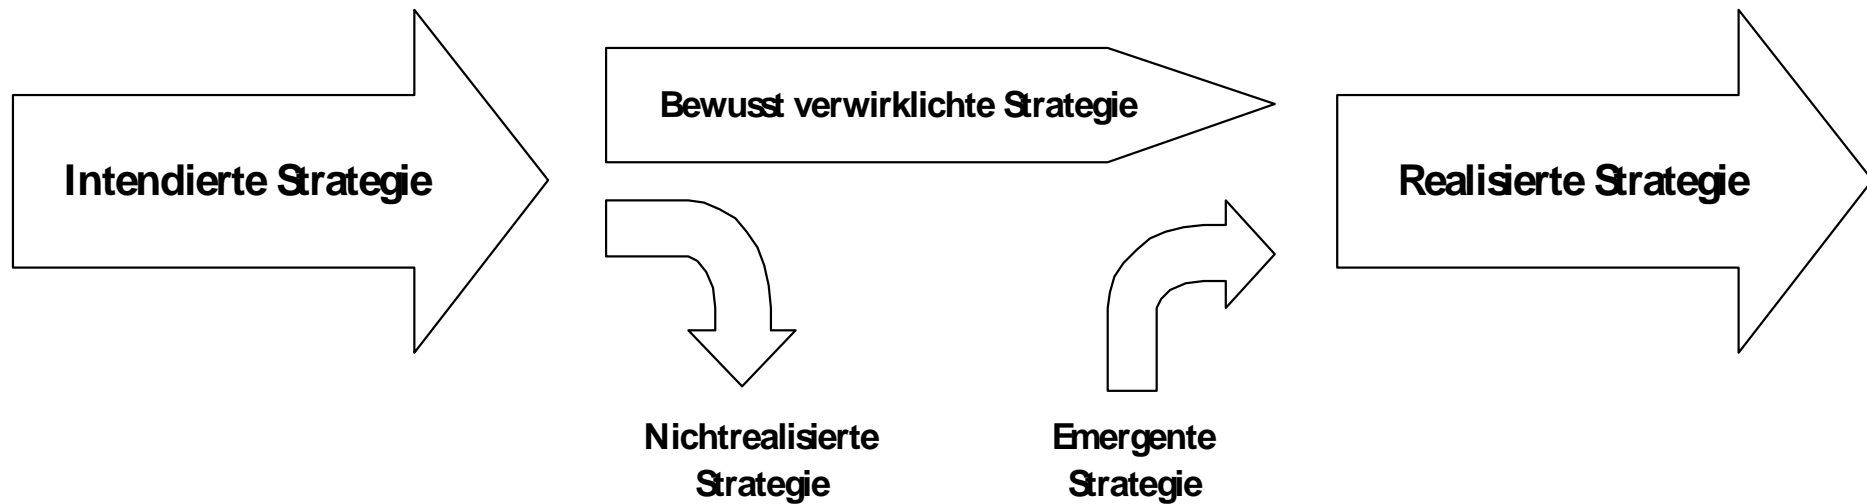 Intendierte Strategie
Bewusst verwirklichte Strategie
Realisierte Strategie
Nichtrealisierte
Strategie
Emergente
Strategie